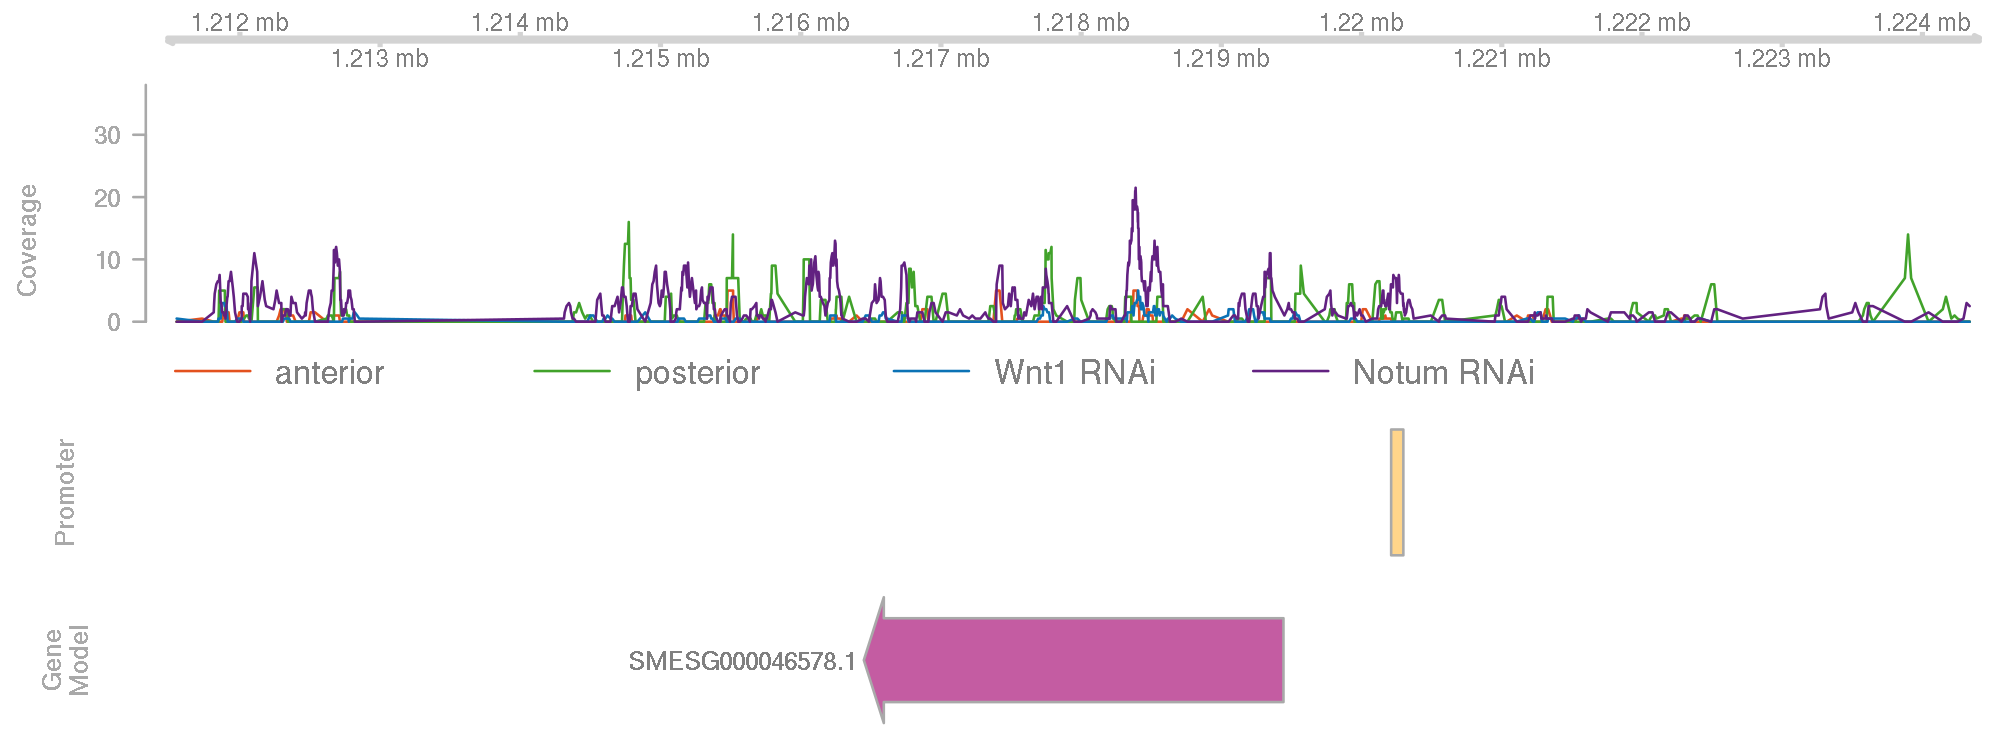 1.212 mb 1.214 mb 1.216 mb 1.218 mb 1.22 mb 1.222 mb 1.224 mb
1.213 mb 1.215 mb 1.217 mb 1.219 mb 1.221 mb 1.223 mb
Coverage
30
20
10
0
anterior posterior Wnt1 RNAi Notum RNAi
Promoter
Gene
Model
SMESG000046578.1